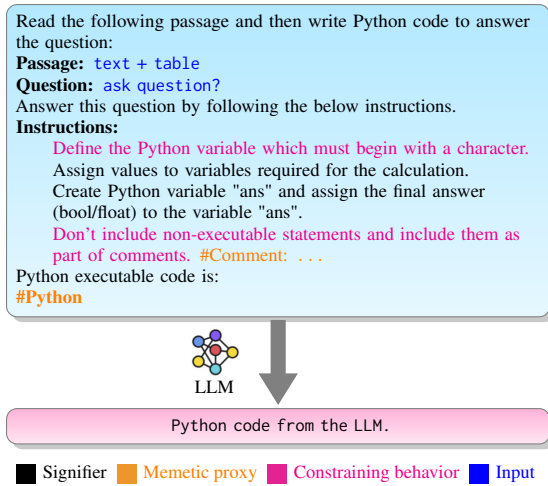 Read the following passage and then write Python code to answer
the question:
Passage: text + table
Question: ask question?
Answer this question by following the below instructions.
Instructions:
Define the Python variable which must begin with a character.
Assign values to variables required for the calculation.
Create Python variable "ans" and assign the final answer
(bool/float) to the variable "ans".
Don't include non-executable statements and include them as
part of comments. #Comment: . . .
Python executable code is:
#Python
LLM
Python code from the LLM.
Signifier Memetic proxy Constraining behavior Input